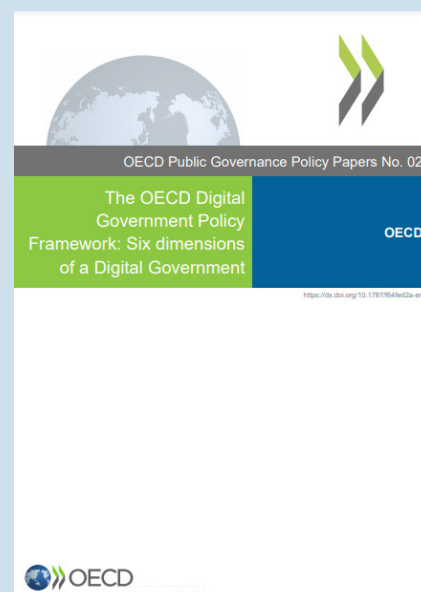 OECD Public Governance Policy Papers No. 02
The OECD Digital
Government Policy
Framework: Six dimensions
of a Digital Government
OECD
https://dx.doi.org/10.1787/f64fed2a-en
OECD